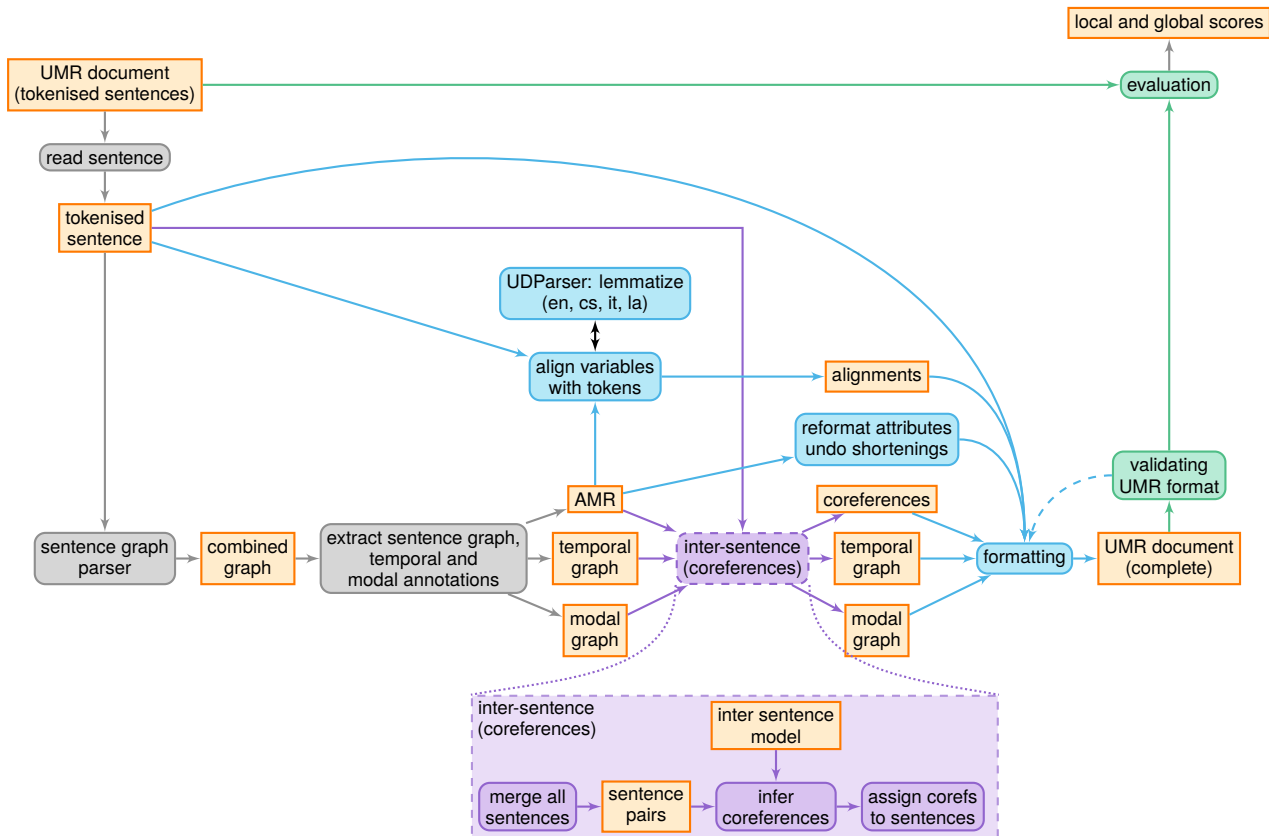 local and global scores
UMR document
(tokenised sentences)
evaluation
read sentence
tokenised
sentence
UDParser: lemmatize
(en, cs, it, la)
align variables
with tokens
alignments
reformat attributes
undo shortenings
validating
UMR format
AMR
coreferences
sentence graph
parser
combined
graph
extract sentence graph,
temporal and
modal annotations
temporal
graph
inter-sentence
(coreferences)
temporal
graph
formatting
UMR document
(complete)
modal
graph
modal
graph
inter-sentence
(coreferences)
inter sentence
model
merge all
sentences
sentence
pairs
infer
coreferences
assign corefs
to sentences